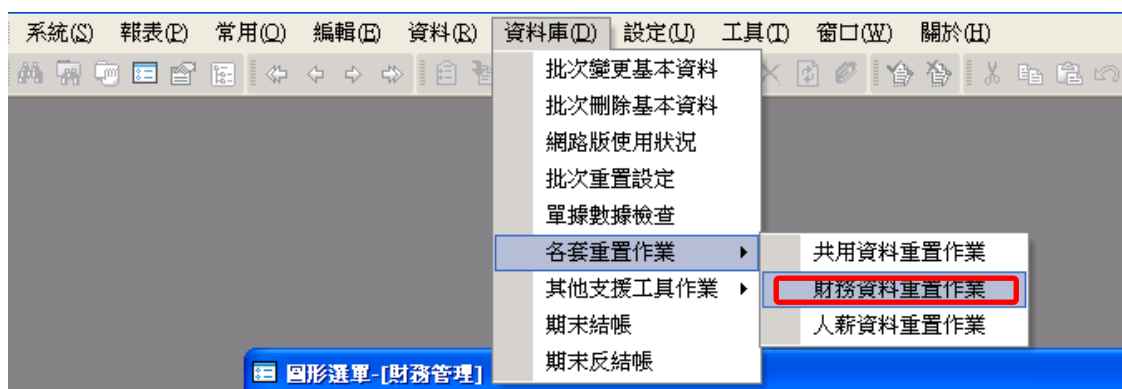 系統(S) 報表(P) 常用(Q) 編輯(E) 資料(R) 資料庫(D) 設定(U) 工具(T) 窗口(W) 關於(H)
批次變更基本資料
批次刪除基本資料
網路版使用狀況
批次重置設定
單據數據檢查
各套重置作業
共用資料重置作業
其他支援工具作業
財務資料重置作業
期末結帳
人薪資料重置作業
期末反結帳
圖形選單-[財務管理]